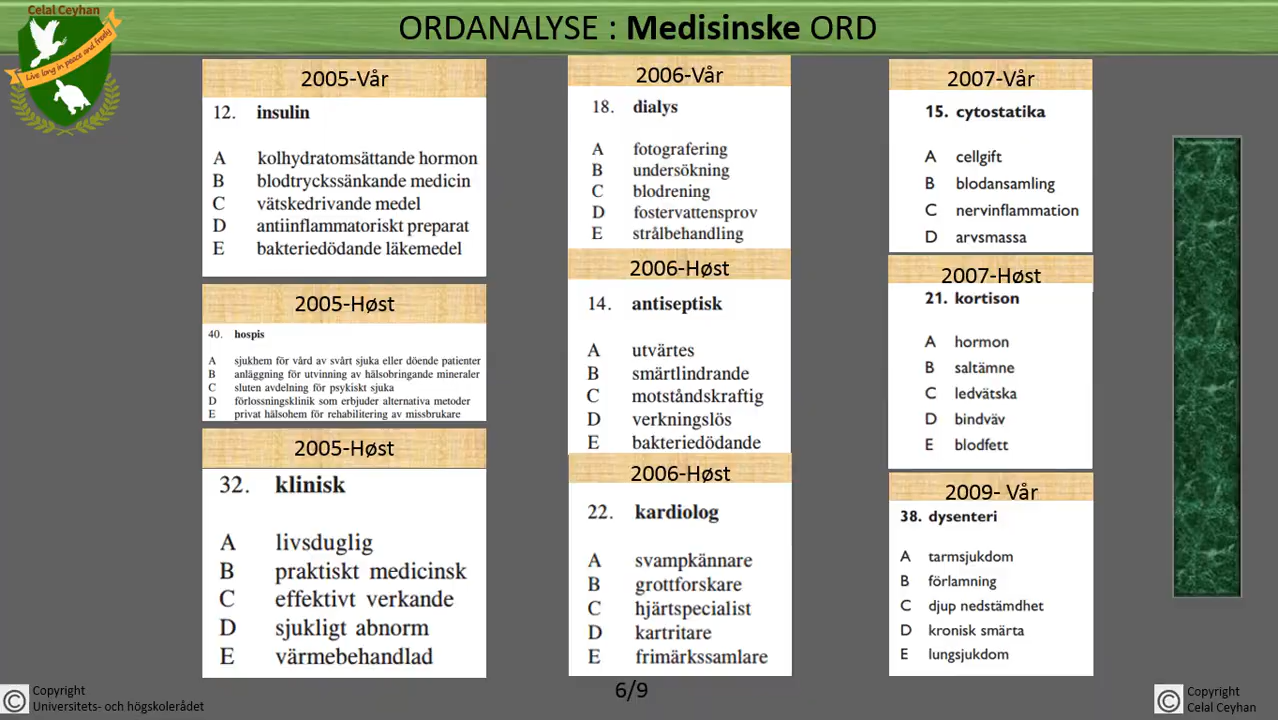 Celal Ceyhan
Live long in peace and freely
ORDANALYSE : Medisinske ORD
2005-Vår
12. insulin
A kolhydratomsättande hormon
B blodtryckssänkande medicin
C vätskedrivande medel
D antiinflammatoriskt preparat
E bakteriedödande läkemedel
2005-Høst
40. hospis
A sjukhem för vård av svårt sjuka eller döende patienter
B anläggning för utvinning av hälsobringande mineraler
C sluten avdelning för psykiskt sjuka
D förlossningsklinik som erbjuder alternativa metoder
E privat hälsohem för rehabilitering av missbrukare
2005-Høst
32. klinisk
A livsduglig
B praktiskt medicinsk
C effektivt verkande
D sjukligt abnorm
E värmebehandlad
2006-Vår
18. dialys
A fotografering
B undersökning
C blodrening
D fostervattensprov
E strålbehandling
2006-Høst
14. antiseptisk
A utvärtes
B smärtlindrande
C motståndskraftig
D verkningslös
E bakteriedödande
2006-Høst
22. kardiolog
A svampkännare
B grottforskare
C hjärtspecialist
D kartritare
E frimärkssamlare
2007-Vår
15. cytostatika
A cellgift
B blodansamling
C nervinflammation
D arvsmassa
2007-Høst
21. kortison
A hormon
B saltämne
C ledvätska
D bindväv
E blodfett
2009- Vår
38. dysenteri
A tarmsjukdom
B förlamning
C djup nedstämdhet
D kronisk smärta
E lungsjukdom
© Copyright
Universitets- och högskolerådet
6/9
© Copyright
Celal Ceyhan